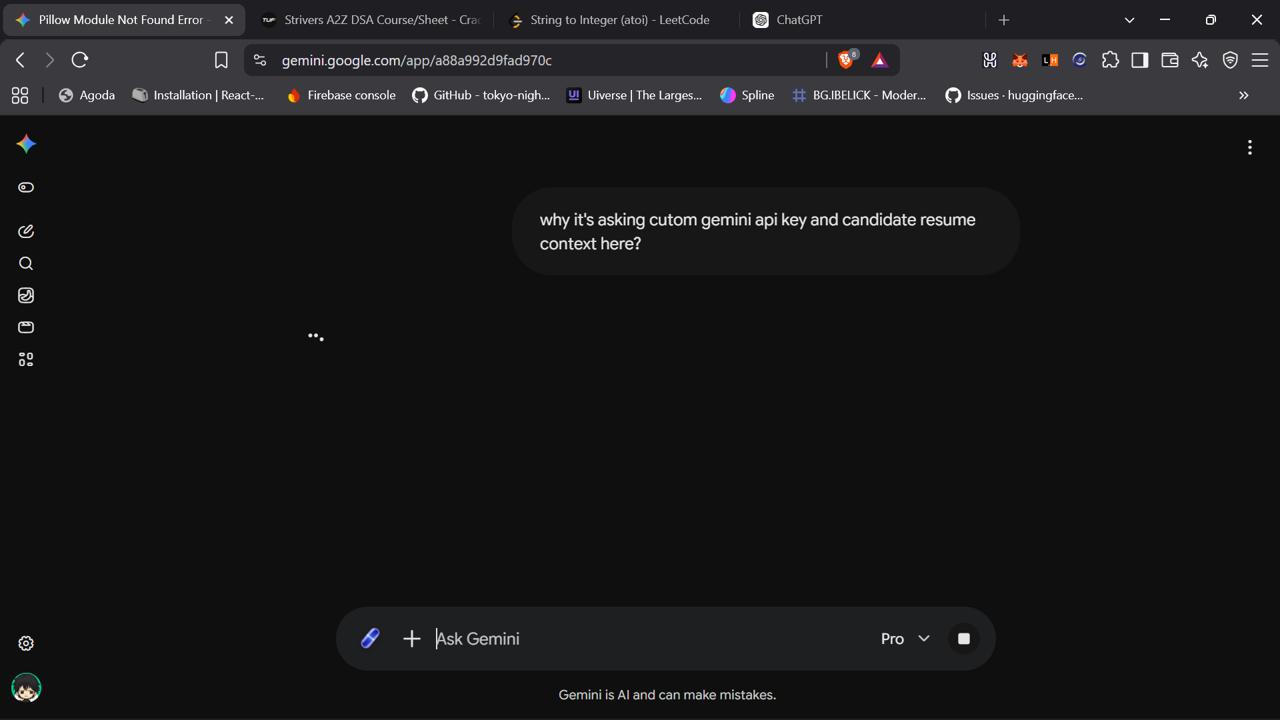 Pillow Module Not Found Error -
Strivers A2Z DSA Course/Sheet - Crac
String to Integer (atoi) - LeetCode
ChatGPT
gemini.google.com/app/a88a992d9fad970c
8
Agoda
Installation | React-...
Firebase console
GitHub - tokyo-nigh...
UI
Uiverse | The Larges...
Spline
BG.IBELICK - Moder...
Issues · huggingface...
why it's asking cutom gemini api key and candidate resume
context here?
Ask Gemini
Pro
Gemini is AI and can make mistakes.